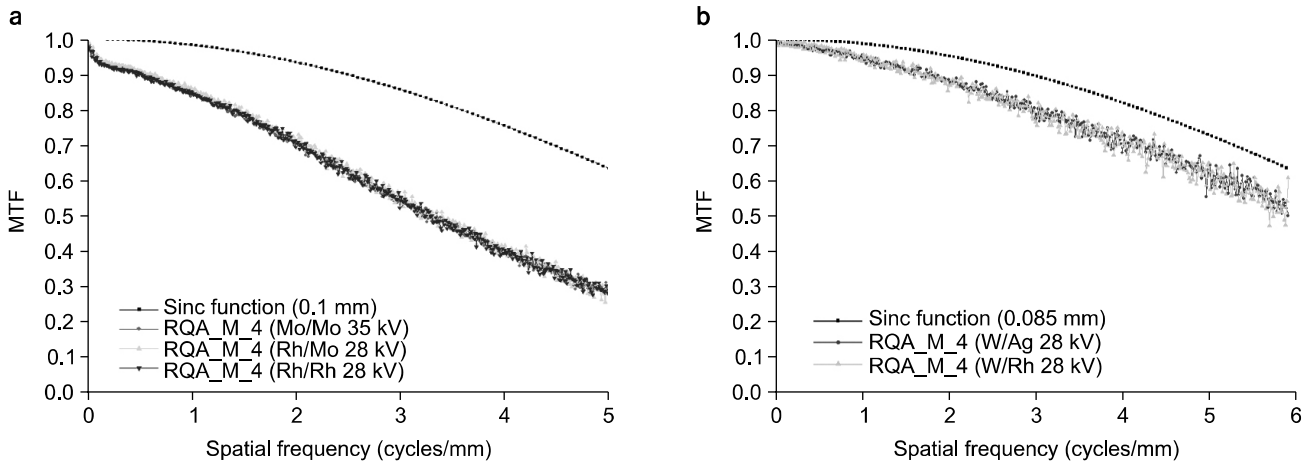 a
1.0
0.9
0.8
0.7
0.6
0.5
0.4
0.3
0.2
0.1
0.0
MTF
Sinc function (0.1 mm)
RQA_M_4 (Mo/Mo 35 kV)
RQA_M_4 (Rh/Mo 28 kV)
RQA_M_4 (Rh/Rh 28 kV)
0 1 2 3 4 5
Spatial frequency (cycles/mm)
b
1.0
0.9
0.8
0.7
0.6
0.5
0.4
0.3
0.2
0.1
0.0
MTF
Sinc function (0.085 mm)
RQA_M_4 (W/Ag 28 kV)
RQA_M_4 (W/Rh 28 kV)
0 1 2 3 4 5 6
Spatial frequency (cycles/mm)